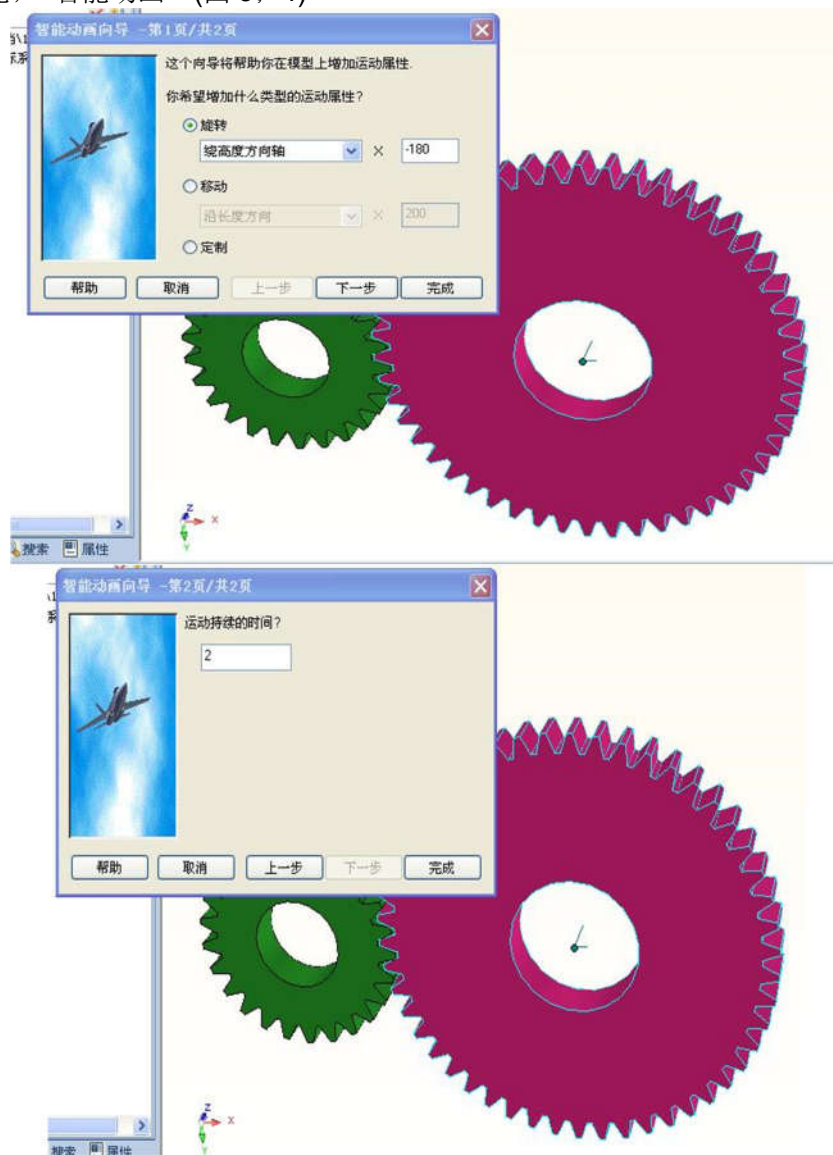 智能动画向导 -第1页/共2页
这个向导将帮助你在模型上增加运动属性.
你希望增加什么类型的运动属性?
旋转
绕高度方向轴 × -180
移动
沿长度方向 × 200
定制
帮助 取消 上一步 下一步 完成
Z
X
Y
搜索 属性
智能动画向导 -第2页/共2页
运动持续的时间?
2
帮助 取消 上一步 下一步 完成
Z
X
Y
搜索 属性